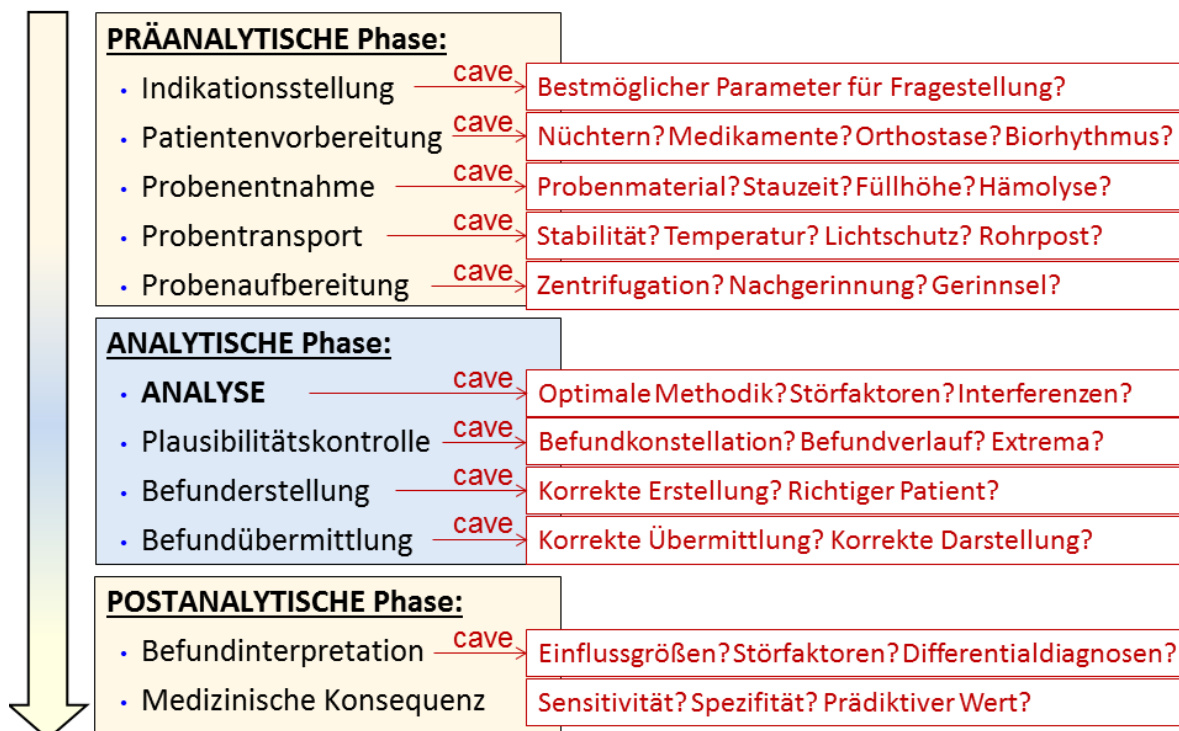 PRÄANALYTISCHE Phase:
• Indikationsstellung cave Bestmöglicher Parameter für Fragestellung?
• Patientenvorbereitung cave Nüchtern? Medikamente? Orthostase? Biorhythmus?
• Probenentnahme cave Probenmaterial? Stauzeit? Füllhöhe? Hämolyse?
• Probentransport cave Stabilität? Temperatur? Lichtschutz? Rohrpost?
• Probenaufbereitung cave Zentrifugation? Nachgerinnung? Gerinnsel?
ANALYTISCHE Phase:
• ANALYSE cave Optimale Methodik? Störfaktoren? Interferenzen?
• Plausibilitätskontrolle cave Befundkonstellation? Befundverlauf? Extrema?
• Befunderstellung cave Korrekte Erstellung? Richtiger Patient?
• Befundübermittlung cave Korrekte Übermittlung? Korrekte Darstellung?
POSTANALYTISCHE Phase:
• Befundinterpretation cave Einflussgrößen? Störfaktoren? Differentialdiagnosen?
• Medizinische Konsequenz Sensitivität? Spezifität? Prädiktiver Wert?